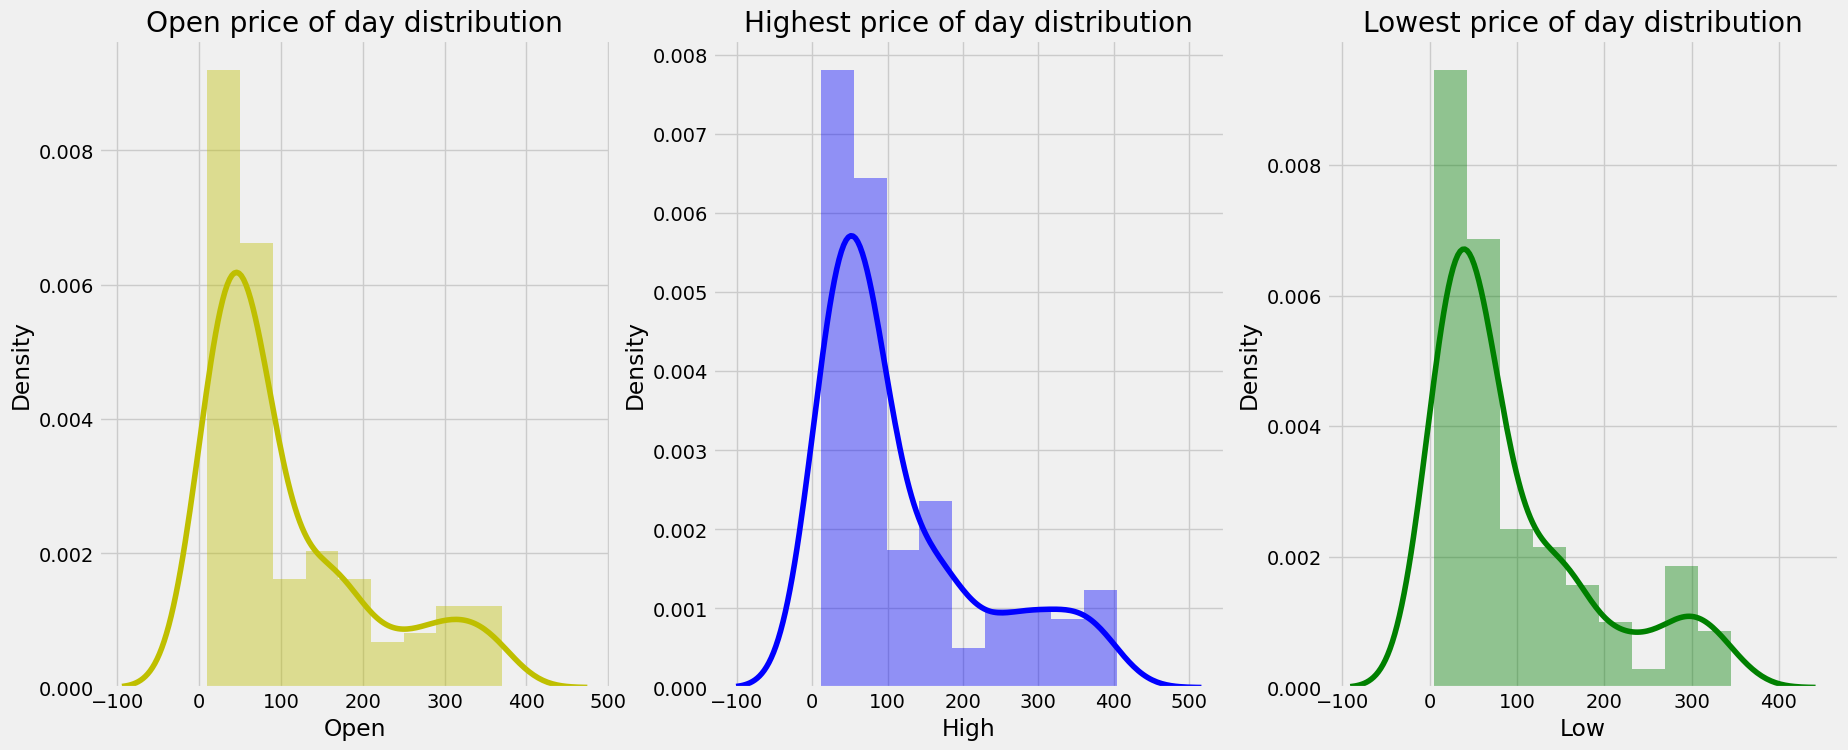 Open price of day distribution
Density
0.008
0.006
0.004
0.002
0.000
−100 0 100 200 300 400 500
Open
Highest price of day distribution
Density
0.008
0.007
0.006
0.005
0.004
0.003
0.002
0.001
0.000
−100 0 100 200 300 400 500
High
Lowest price of day distribution
Density
0.008
0.006
0.004
0.002
0.000
−100 0 100 200 300 400
Low